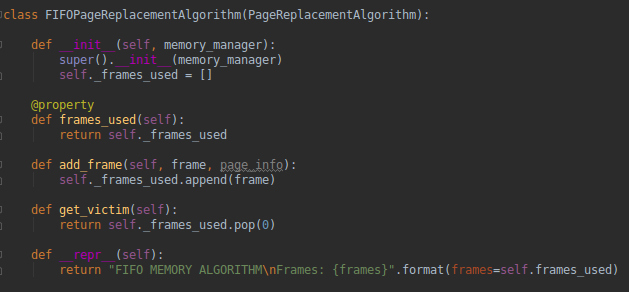 class FIFOPageReplacementAlgorithm(PageReplacementAlgorithm):
def __init__(self, memory_manager):
super().__init__(memory_manager)
self._frames_used = []
@property
def frames_used(self):
return self._frames_used
def add_frame(self, frame, page_info):
self._frames_used.append(frame)
def get_victim(self):
return self._frames_used.pop(0)
def __repr__(self):
return "FIFO MEMORY ALGORITHM\nFrames: {frames}".format(frames=self.frames_used)